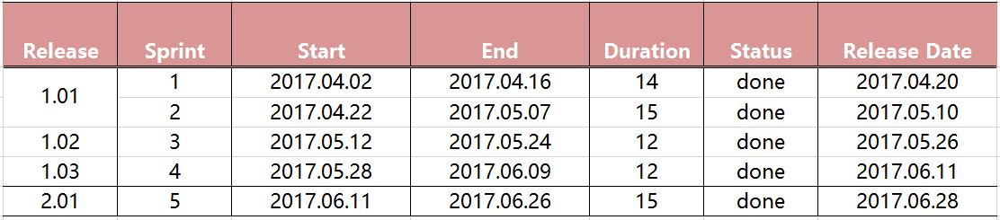 Release Sprint Start End Duration Status Release Date
1.01 1 2017.04.02 2017.04.16 14 done 2017.04.20
2 2017.04.22 2017.05.07 15 done 2017.05.10
1.02 3 2017.05.12 2017.05.24 12 done 2017.05.26
1.03 4 2017.05.28 2017.06.09 12 done 2017.06.11
2.01 5 2017.06.11 2017.06.26 15 done 2017.06.28